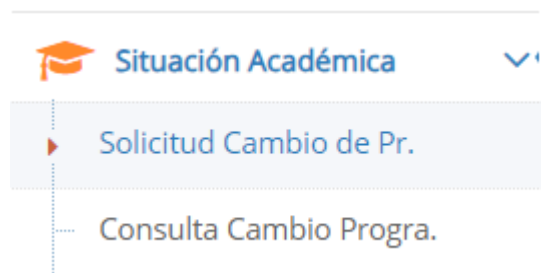 Situación Académica
Solicitud Cambio de Pr.
Consulta Cambio Progra.